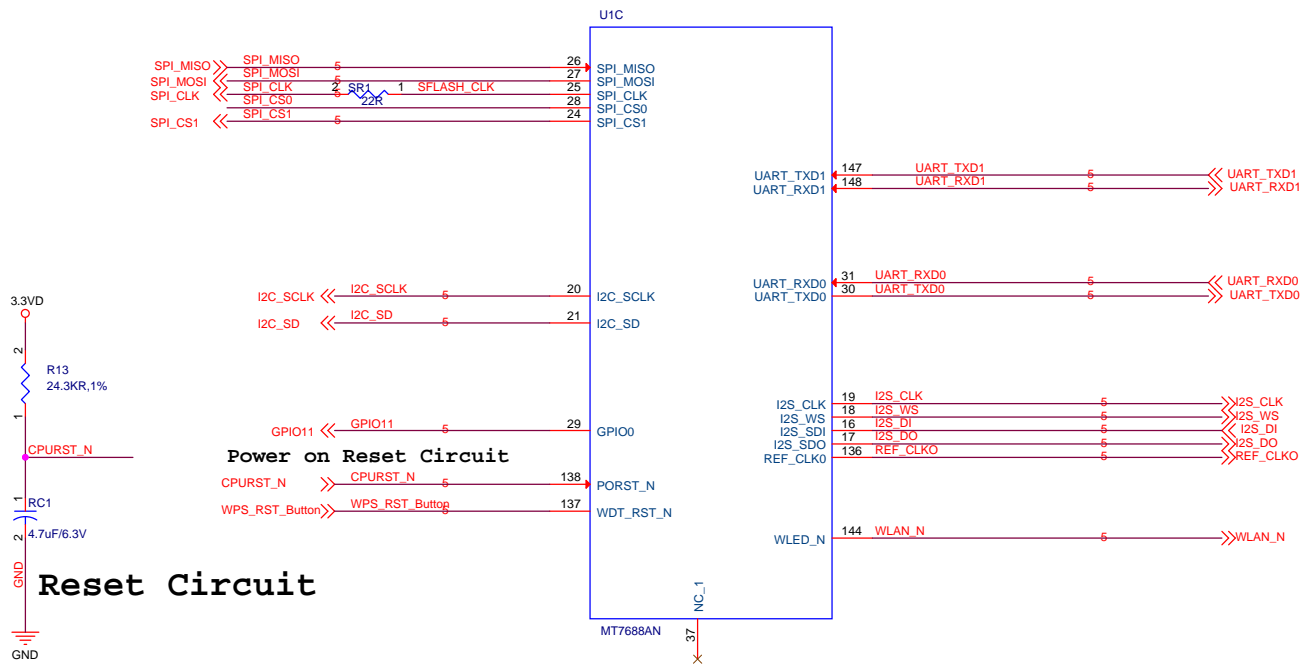 U1C
SPI_MISO SPI_MISO 5 26 SPI_MISO
SPI_MOSI SPI_MOSI 5 27 SPI_MOSI
SPI_CLK SPI_CLK 5 2 SR1 1 SFLASH_CLK 25 SPI_CLK
22R
SPI_CS0 28 SPI_CS0
SPI_CS1 SPI_CS1 5 24 SPI_CS1
UART_TXD1 147 UART_TXD1 5 UART_TXD1
UART_RXD1 148 UART_RXD1 5 UART_RXD1
UART_RXD0 31 UART_RXD0 5 UART_RXD0
UART_TXD0 30 UART_TXD0 5 UART_TXD0
I2C_SCLK I2C_SCLK 5 20 I2C_SCLK
I2C_SD I2C_SD 5 21 I2C_SD
3.3VD
2
R13
24.3KR,1%
1
CPURST_N
1
RC1
4.7uF/6.3V
2
GND
GND
Reset Circuit
I2S_CLK 19 I2S_CLK 5 I2S_CLK
I2S_WS 18 I2S_WS 5 I2S_WS
I2S_SDI 16 I2S_DI 5 I2S_DI
I2S_SDO 17 I2S_DO 5 I2S_DO
REF_CLK0 136 REF_CLKO 5 REF_CLKO
GPIO11 GPIO11 5 29 GPIO0
Power on Reset Circuit
CPURST_N CPURST_N 5 138 PORST_N
WPS_RST_Button WPS_RST_Button 5 137 WDT_RST_N
WLED_N 144 WLAN_N 5 WLAN_N
NC_1
37
MT7688AN